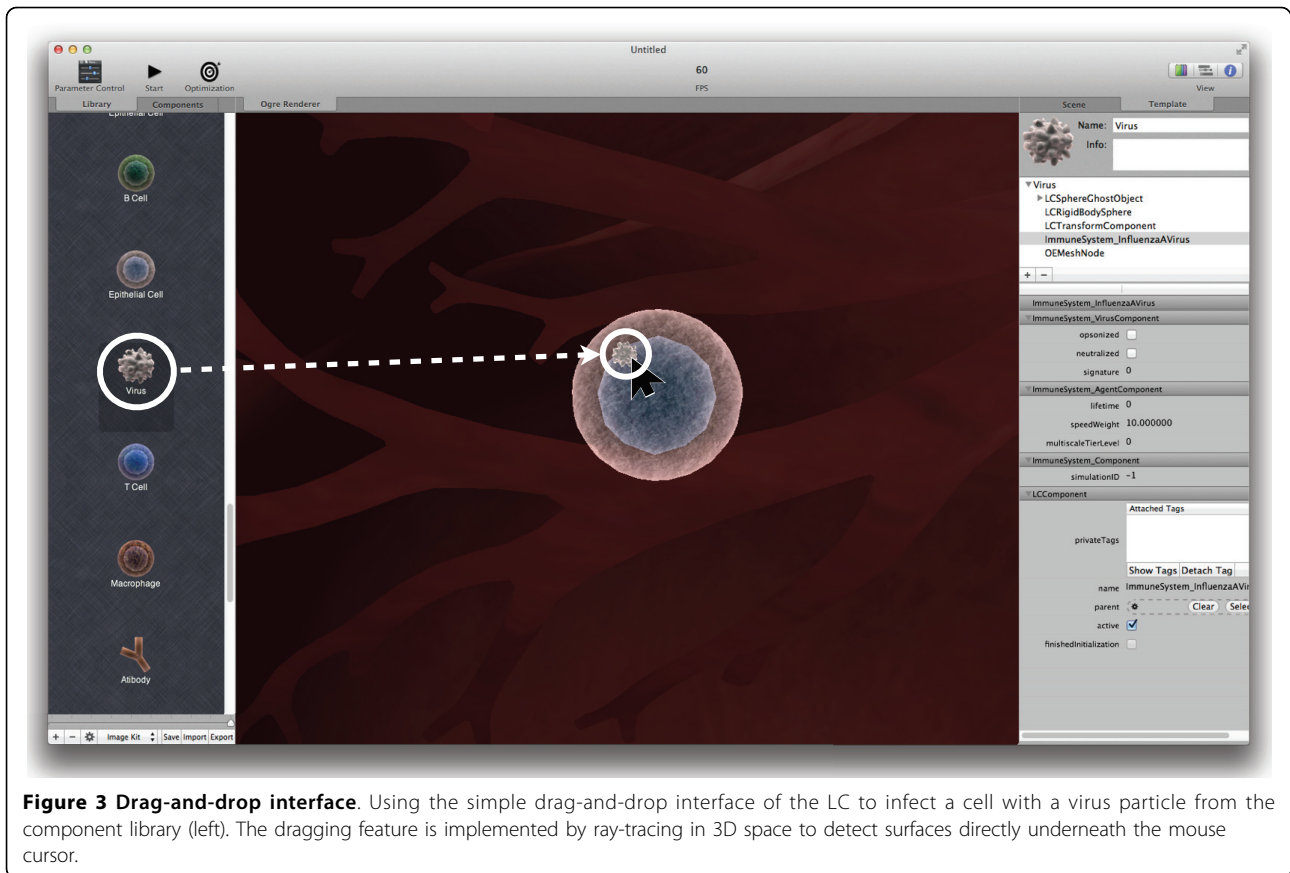 Untitled
Parameter Control
Start
Optimization
60
FPS
View
Library
Components
Ogre Renderer
Scene
Template
Epithelial Cell
B Cell
Epithelial Cell
Virus
T Cell
Macrophage
Atibody
+ − Image Kit Save Import Export
Name: Virus
Info:
Virus
LCSphereGhostObject
LCRigidBodySphere
LCTransformComponent
ImmuneSystem_InfluenzaAVirus
OEMeshNode
+ −
ImmuneSystem_InfluenzaAVirus
ImmuneSystem_VirusComponent
opsonized
neutralized
signature 0
ImmuneSystem_AgentComponent
lifetime 0
speedWeight 10.000000
multiscaleTierLevel 0
ImmuneSystem_Component
simulationID -1
LCComponent
Attached Tags
privateTags
Show Tags Detach Tag
name ImmuneSystem_InfluenzaAVir
parent Clear Selec
active
finishedInitialization
Figure 3 Drag-and-drop interface. Using the simple drag-and-drop interface of the LC to infect a cell with a virus particle from the
component library (left). The dragging feature is implemented by ray-tracing in 3D space to detect surfaces directly underneath the mouse
cursor.